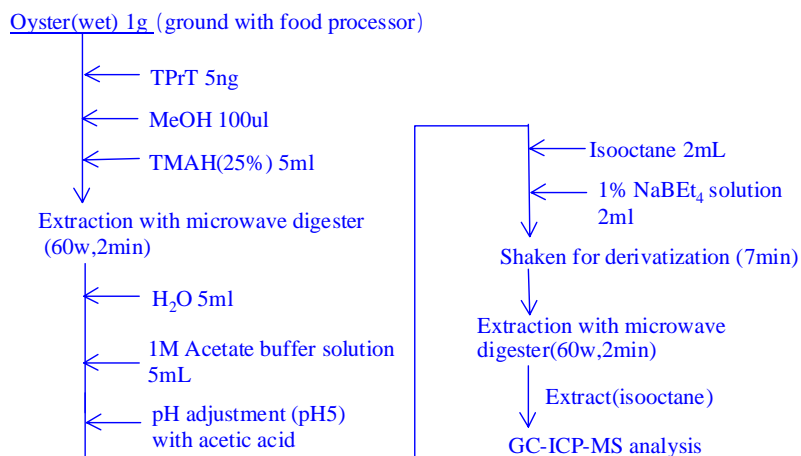 Oyster(wet) 1g (ground with food processor)
TPrT 5ng
MeOH 100ul
TMAH(25%) 5ml
Extraction with microwave digester
(60w,2min)
H₂O 5ml
1M Acetate buffer solution
5mL
pH adjustment (pH5)
with acetic acid
Isooctane 2mL
1% NaBEt₄ solution
2ml
Shaken for derivatization (7min)
Extraction with microwave
digester(60w,2min)
Extract(isooctane)
GC-ICP-MS analysis